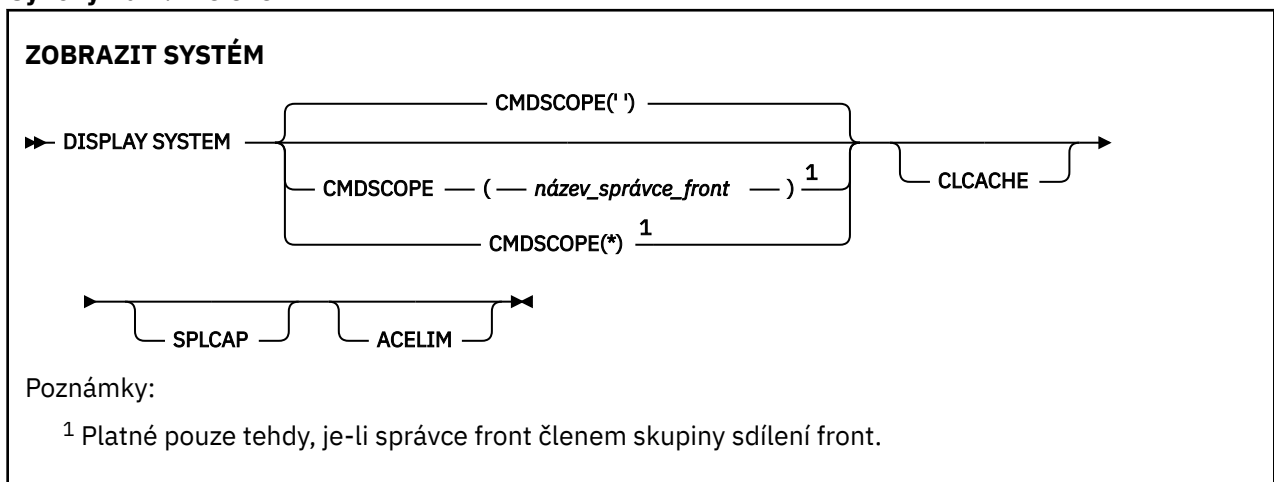 ZOBRAZIT SYSTÉM
CMDSCOPE(' ')
DISPLAY SYSTEM
CMDSCOPE ( název_správce_front ) 1
CLCACHE
CMDSCOPE(*) 1
SPLCAP
ACELIM
Poznámky:
1 Platné pouze tehdy, je-li správce front členem skupiny sdílení front.